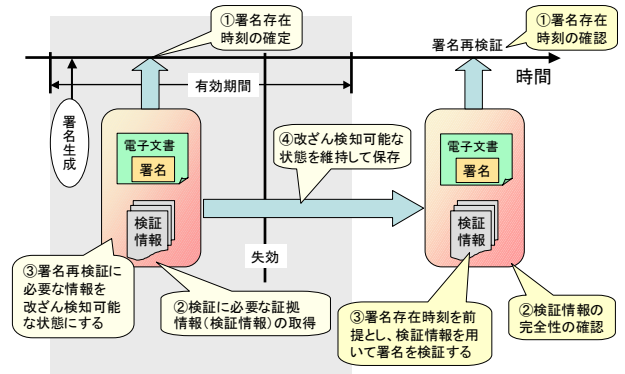 ①署名存在
時刻の確定
①署名存在
時刻の確認
署名再検証
時間
有効期間
署名生成
電子文書
署名
検証
情報
④改ざん検知可能な
状態を維持して保存
電子文書
署名
検証
情報
失効
③署名再検証に
必要な情報を
改ざん検知可能
な状態にする
②検証に必要な証拠
情報(検証情報)の取得
③署名存在時刻を前
提とし、検証情報を用
いて署名を検証する
②検証情報の
完全性の確認